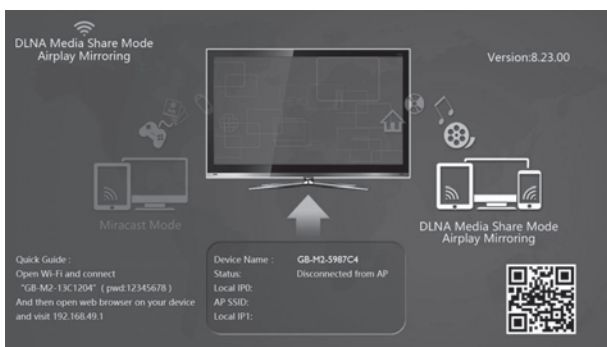 DLNA Media Share Mode
Airplay Mirroring
Version:8.23.00
Miracast Mode
DLNA Media Share Mode
Airplay Mirroring
Quick Guide :
Open Wi-Fi and connect
"GB-M2-13C1204" ( pwd:12345678 )
And then open web browser on your device
and visit 192.168.49.1
Device Name : GB-M2-5987C4
Status: Disconnected from AP
Local IP0:
AP SSID:
Local IP1: